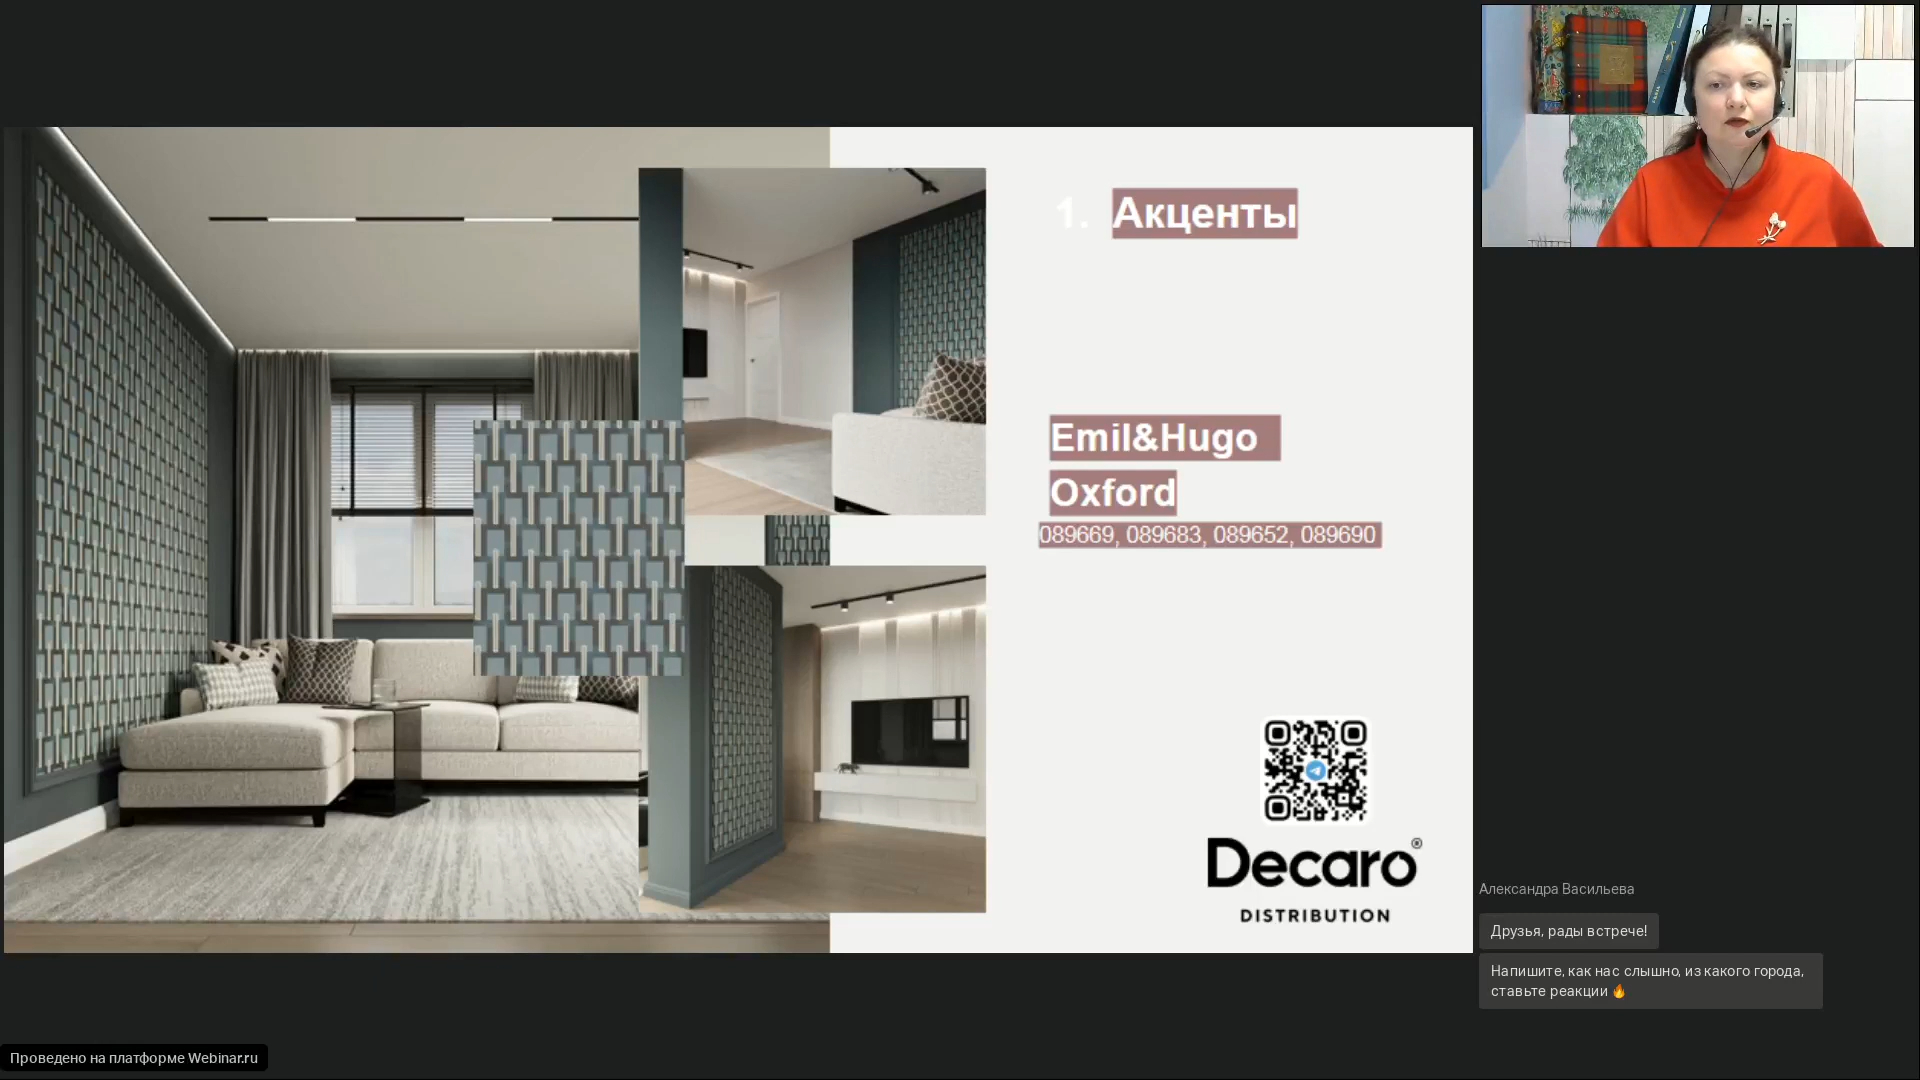 1. Акценты
Emil&Hugo
Oxford
089669, 089683, 089652, 089690
Decaro®
DISTRIBUTION
Александра Васильева
Друзья, рады встрече!
Напишите, как нас слышно, из какого города,
ставьте реакции 🔥
Проведено на платформе Webinar.ru